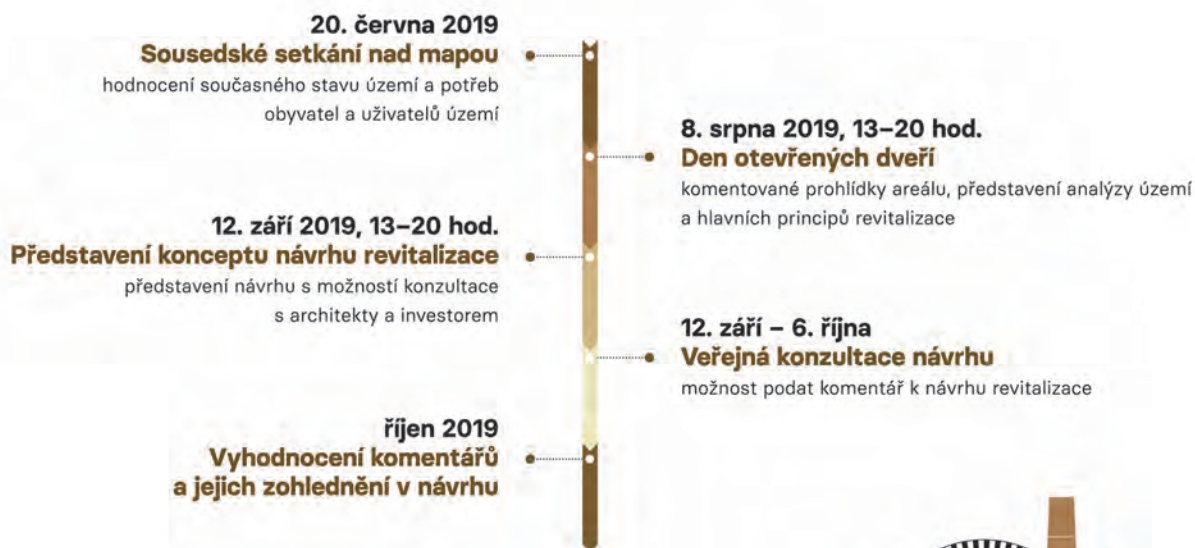 20. června 2019
Sousedské setkání nad mapou
hodnocení současného stavu území a potřeb
obyvatel a uživatelů území
8. srpna 2019, 13–20 hod.
Den otevřených dveří
komentované prohlídky areálu, představení analýzy území
a hlavních principů revitalizace
12. září 2019, 13–20 hod.
Představení konceptu návrhu revitalizace
představení návrhu s možností konzultace
s architekty a investorem
12. září – 6. října
Veřejná konzultace návrhu
možnost podat komentář k návrhu revitalizace
říjen 2019
Vyhodnocení komentářů
a jejich zohlednění v návrhu